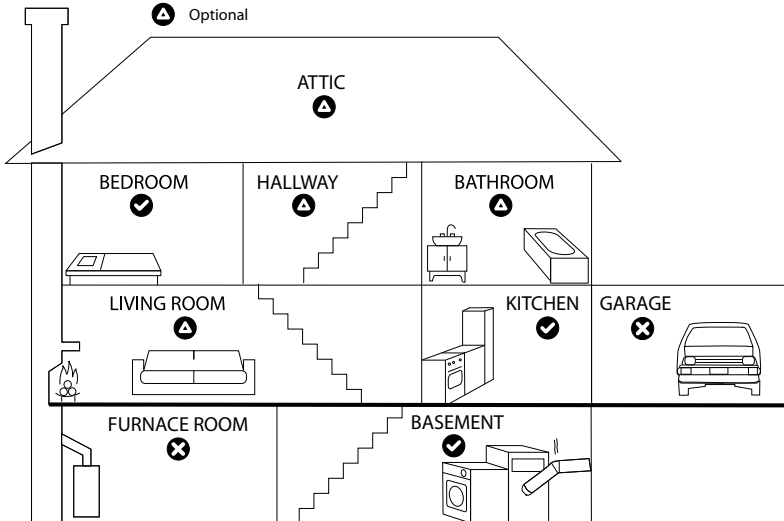 Optional
ATTIC
BEDROOM
HALLWAY
BATHROOM
LIVING ROOM
KITCHEN
GARAGE
FURNACE ROOM
BASEMENT